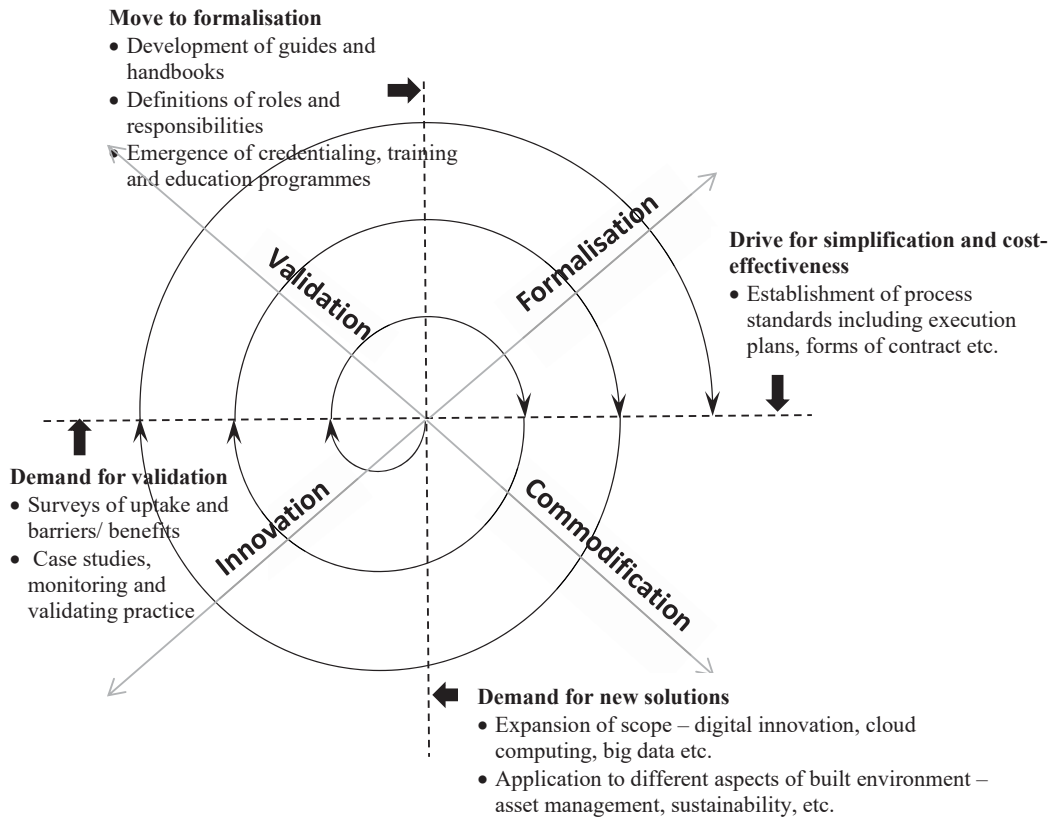 Move to formalisation
• Development of guides and
handbooks
• Definitions of roles and
responsibilities
• Emergence of credentialing, training
and education programmes
Validation
Formalisation
Drive for simplification and cost-
effectiveness
• Establishment of process
standards including execution
plans, forms of contract etc.
Demand for validation
• Surveys of uptake and
barriers/ benefits
• Case studies,
monitoring and
validating practice
Innovation
Commodification
Demand for new solutions
• Expansion of scope – digital innovation, cloud
computing, big data etc.
• Application to different aspects of built environment –
asset management, sustainability, etc.